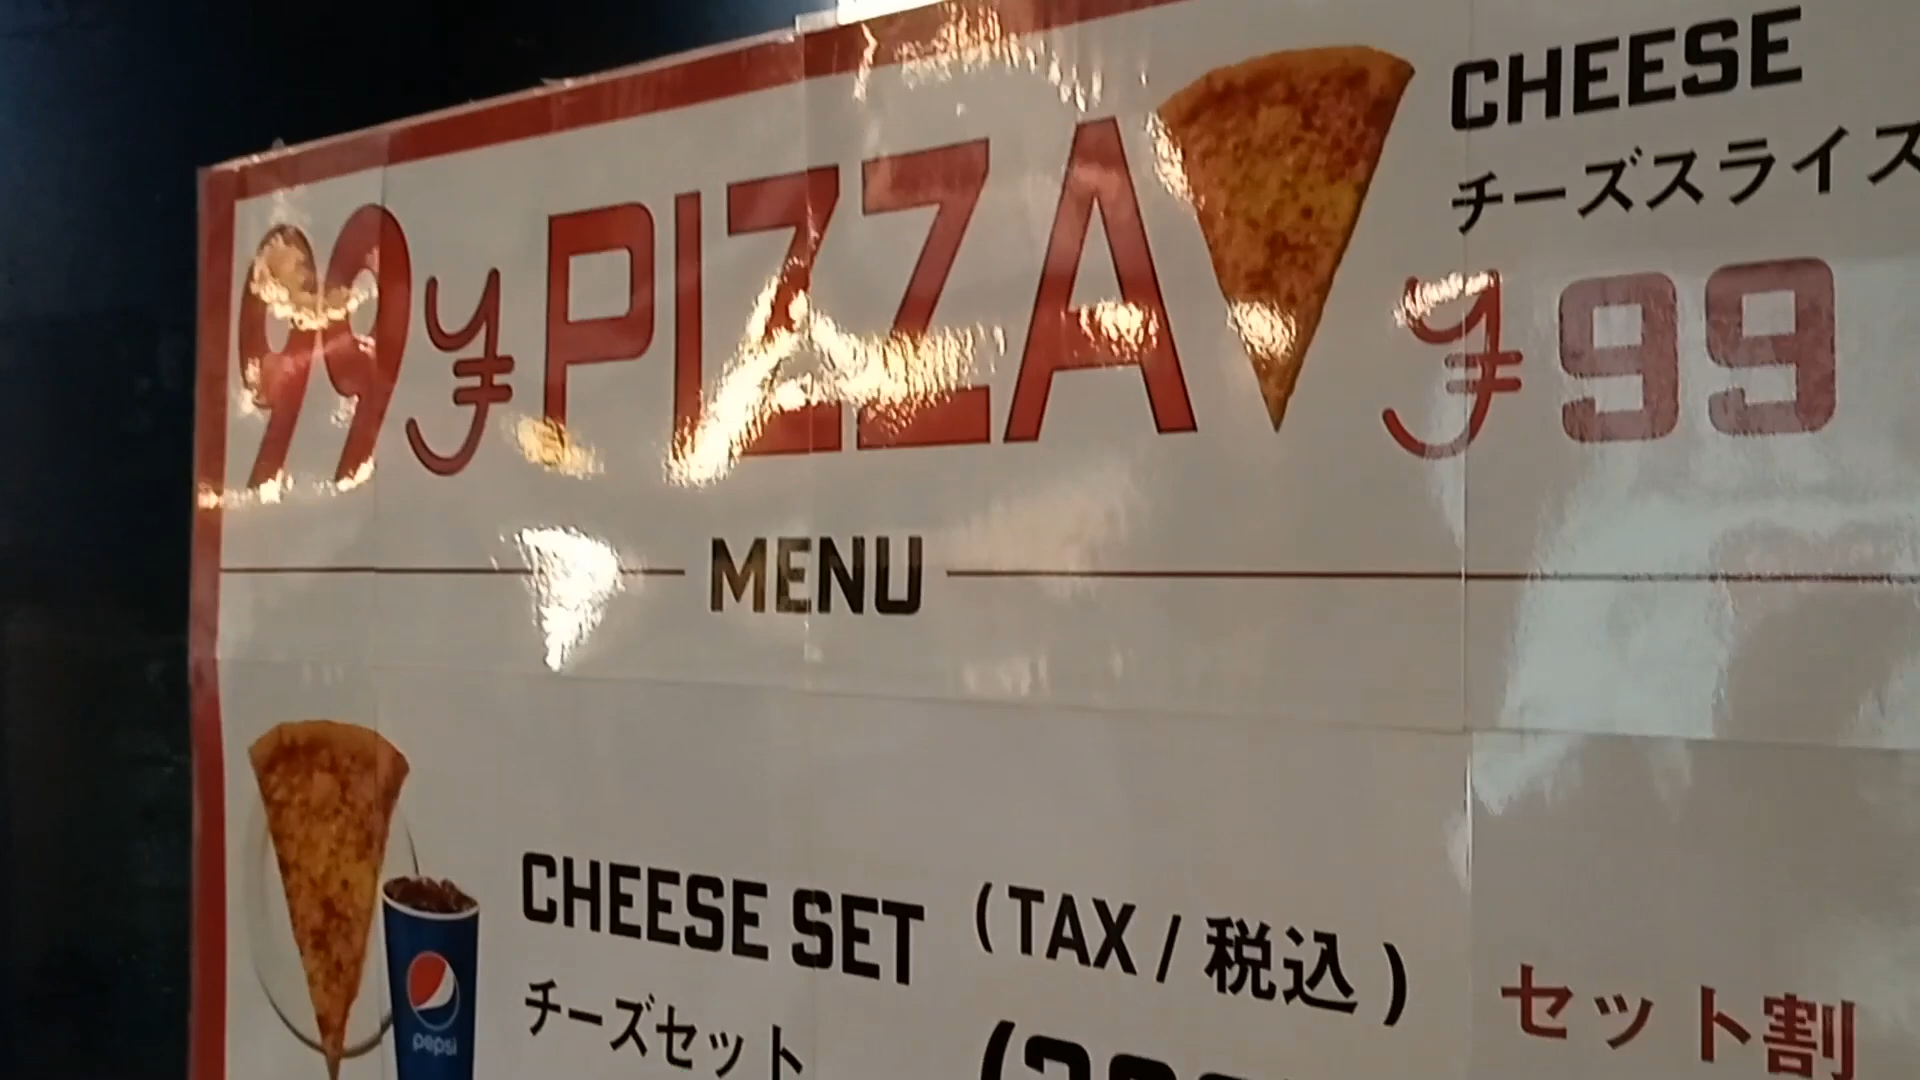 99¥ PIZZA
CHEESE
チーズスライス
¥99
MENU
CHEESE SET (TAX / 税込)
チーズセット
セット割
pepsi